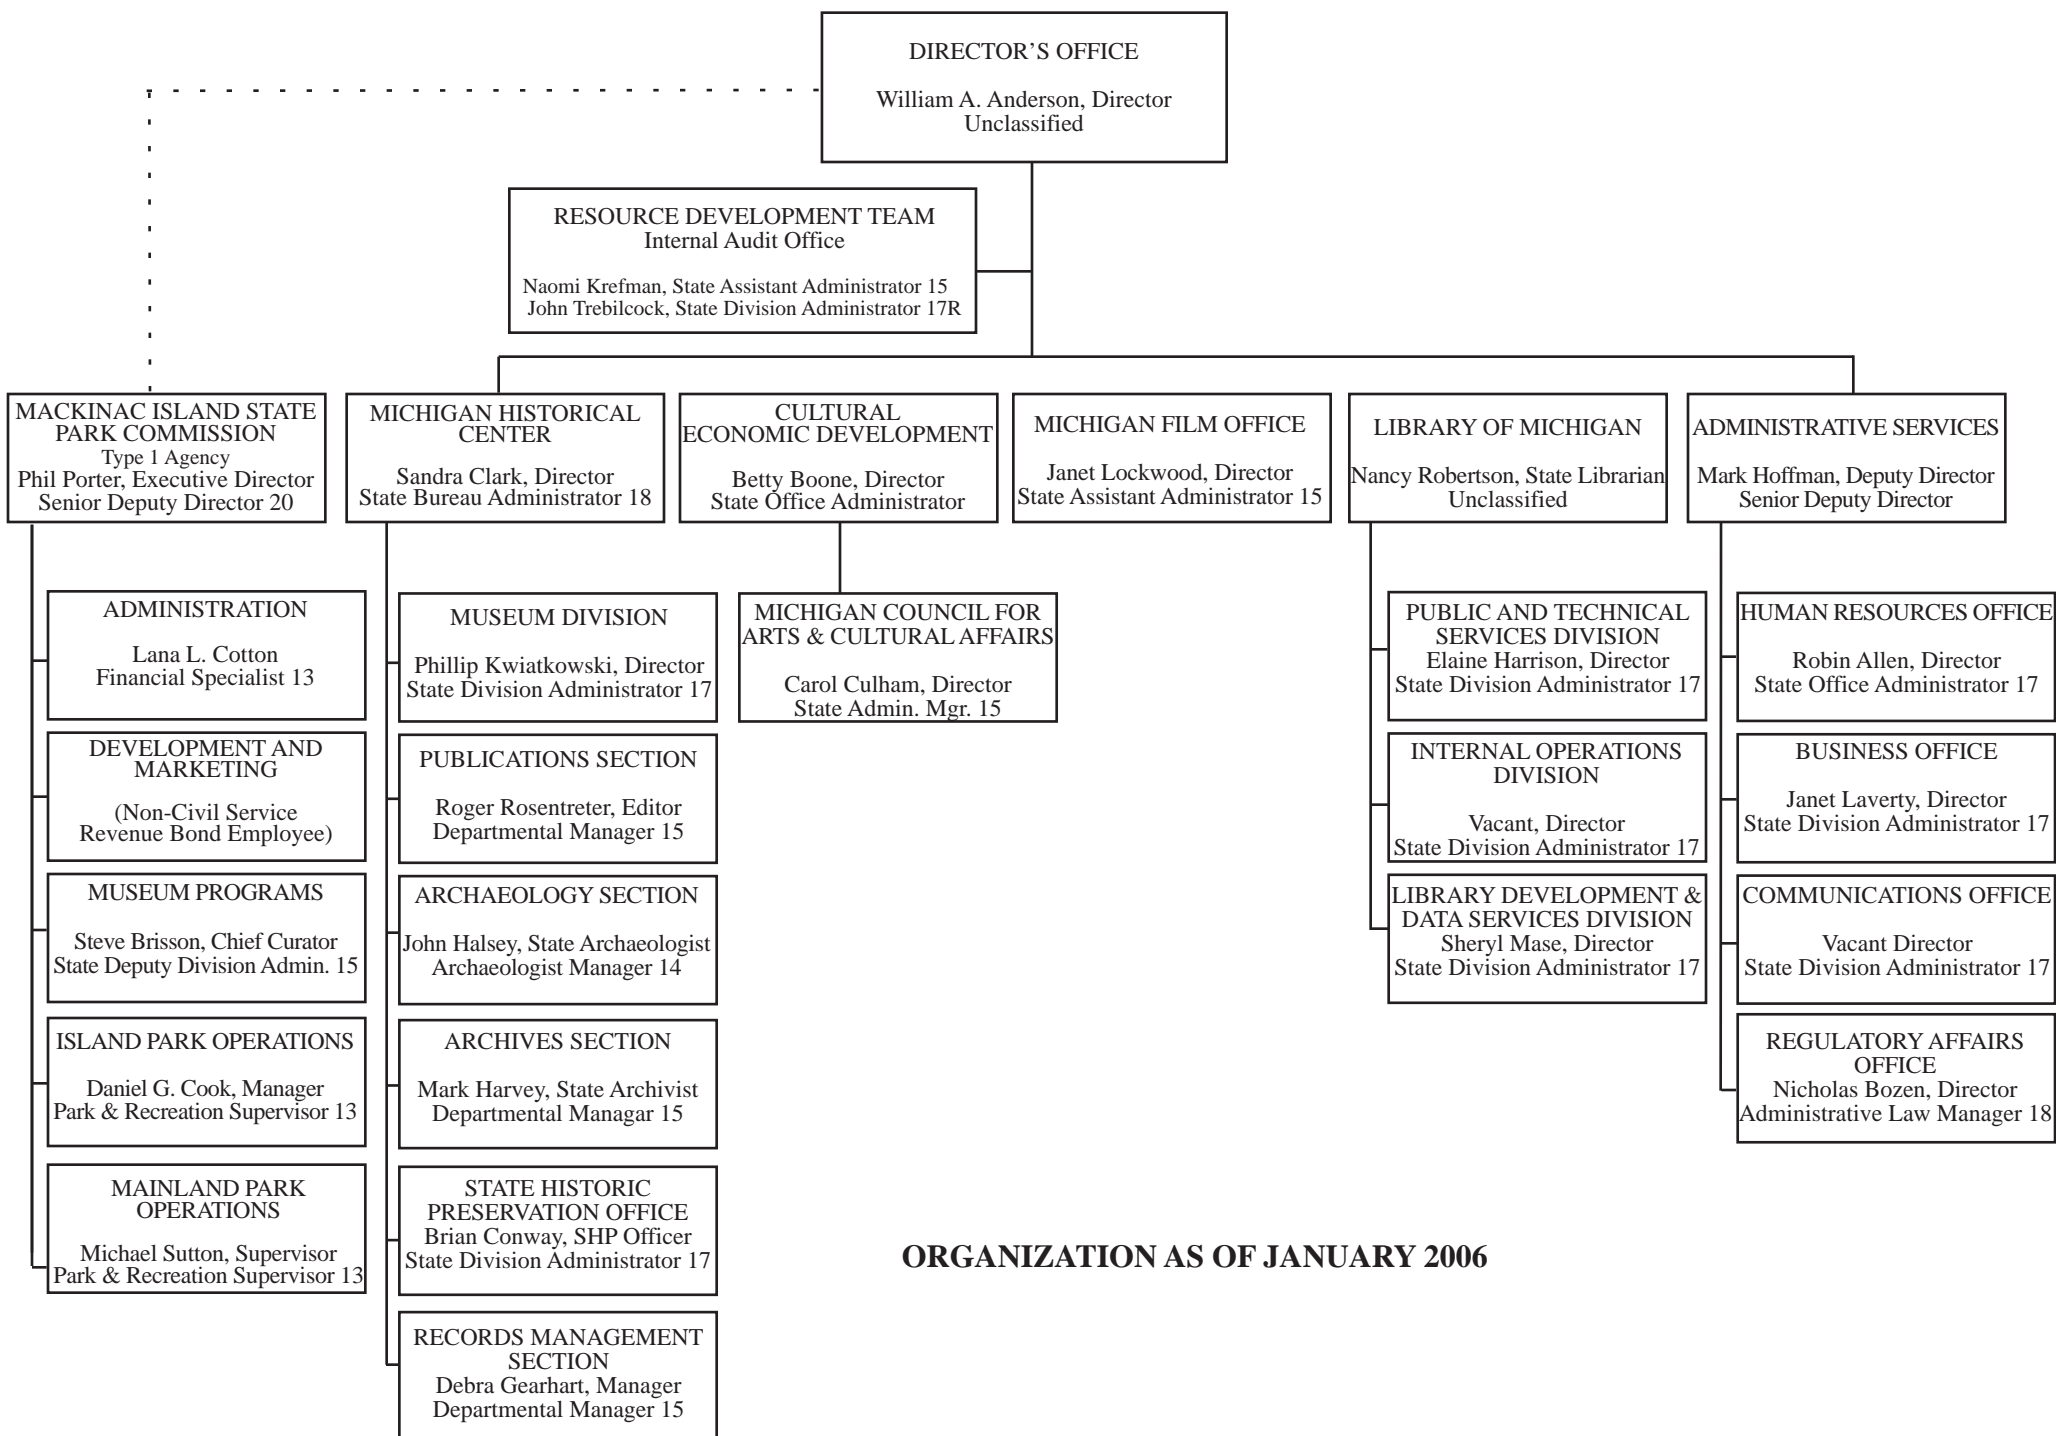 DIRECTOR'S OFFICE
William A. Anderson, Director
Unclassified
RESOURCE DEVELOPMENT TEAM
Internal Audit Office
Naomi Krefman, State Assistant Administrator 15
John Trebilcock, State Division Administrator 17R
MACKINAC ISLAND STATE
PARK COMMISSION
Type 1 Agency
Phil Porter, Executive Director
Senior Deputy Director 20
MICHIGAN HISTORICAL
CENTER
Sandra Clark, Director
State Bureau Administrator 18
CULTURAL
ECONOMIC DEVELOPMENT
Betty Boone, Director
State Office Administrator
MICHIGAN FILM OFFICE
Janet Lockwood, Director
State Assistant Administrator 15
LIBRARY OF MICHIGAN
Nancy Robertson, State Librarian
Unclassified
ADMINISTRATIVE SERVICES
Mark Hoffman, Deputy Director
Senior Deputy Director
ADMINISTRATION
Lana L. Cotton
Financial Specialist 13
DEVELOPMENT AND
MARKETING
(Non-Civil Service
Revenue Bond Employee)
MUSEUM PROGRAMS
Steve Brisson, Chief Curator
State Deputy Division Admin. 15
ISLAND PARK OPERATIONS
Daniel G. Cook, Manager
Park & Recreation Supervisor 13
MAINLAND PARK
OPERATIONS
Michael Sutton, Supervisor
Park & Recreation Supervisor 13
MUSEUM DIVISION
Phillip Kwiatkowski, Director
State Division Administrator 17
PUBLICATIONS SECTION
Roger Rosentreter, Editor
Departmental Manager 15
ARCHAEOLOGY SECTION
John Halsey, State Archaeologist
Archaeologist Manager 14
ARCHIVES SECTION
Mark Harvey, State Archivist
Departmental Managar 15
STATE HISTORIC
PRESERVATION OFFICE
Brian Conway, SHP Officer
State Division Administrator 17
RECORDS MANAGEMENT
SECTION
Debra Gearhart, Manager
Departmental Manager 15
MICHIGAN COUNCIL FOR
ARTS & CULTURAL AFFAIRS
Carol Culham, Director
State Admin. Mgr. 15
PUBLIC AND TECHNICAL
SERVICES DIVISION
Elaine Harrison, Director
State Division Administrator 17
INTERNAL OPERATIONS
DIVISION
Vacant, Director
State Division Administrator 17
LIBRARY DEVELOPMENT &
DATA SERVICES DIVISION
Sheryl Mase, Director
State Division Administrator 17
HUMAN RESOURCES OFFICE
Robin Allen, Director
State Office Administrator 17
BUSINESS OFFICE
Janet Laverty, Director
State Division Administrator 17
COMMUNICATIONS OFFICE
Vacant Director
State Division Administrator 17
REGULATORY AFFAIRS
OFFICE
Nicholas Bozen, Director
Administrative Law Manager 18
ORGANIZATION AS OF JANUARY 2006